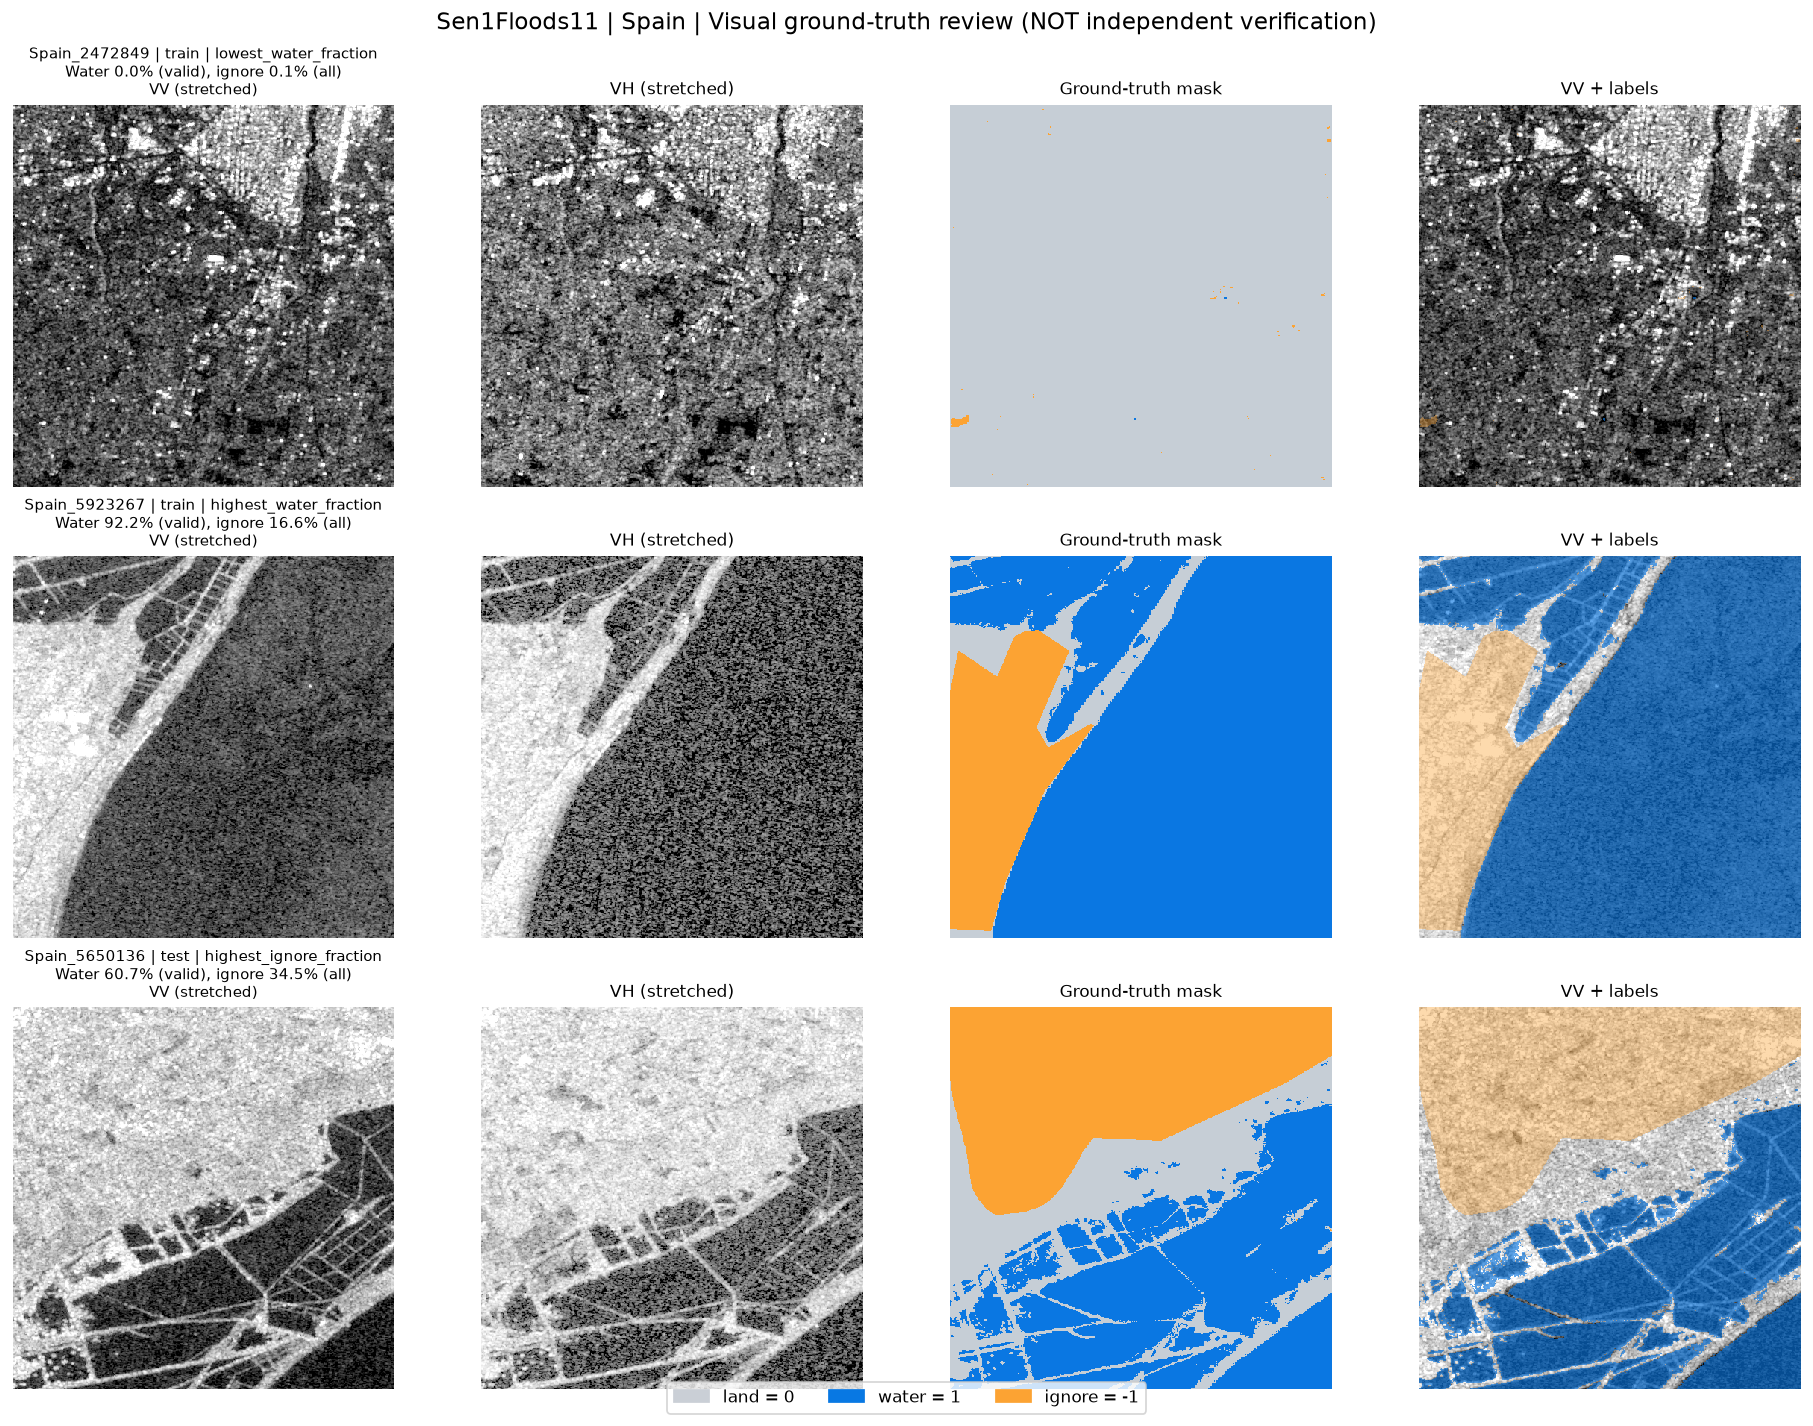 Sen1Floods11 | Spain | Visual ground-truth review (NOT independent verification)
Spain_2472849 | train | lowest_water_fraction
Water 0.0% (valid), ignore 0.1% (all)
VV (stretched)
VH (stretched)
Ground-truth mask
VV + labels
Spain_5923267 | train | highest_water_fraction
Water 92.2% (valid), ignore 16.6% (all)
VV (stretched)
VH (stretched)
Ground-truth mask
VV + labels
Spain_5650136 | test | highest_ignore_fraction
Water 60.7% (valid), ignore 34.5% (all)
VV (stretched)
VH (stretched)
Ground-truth mask
VV + labels
land = 0
water = 1
ignore = -1